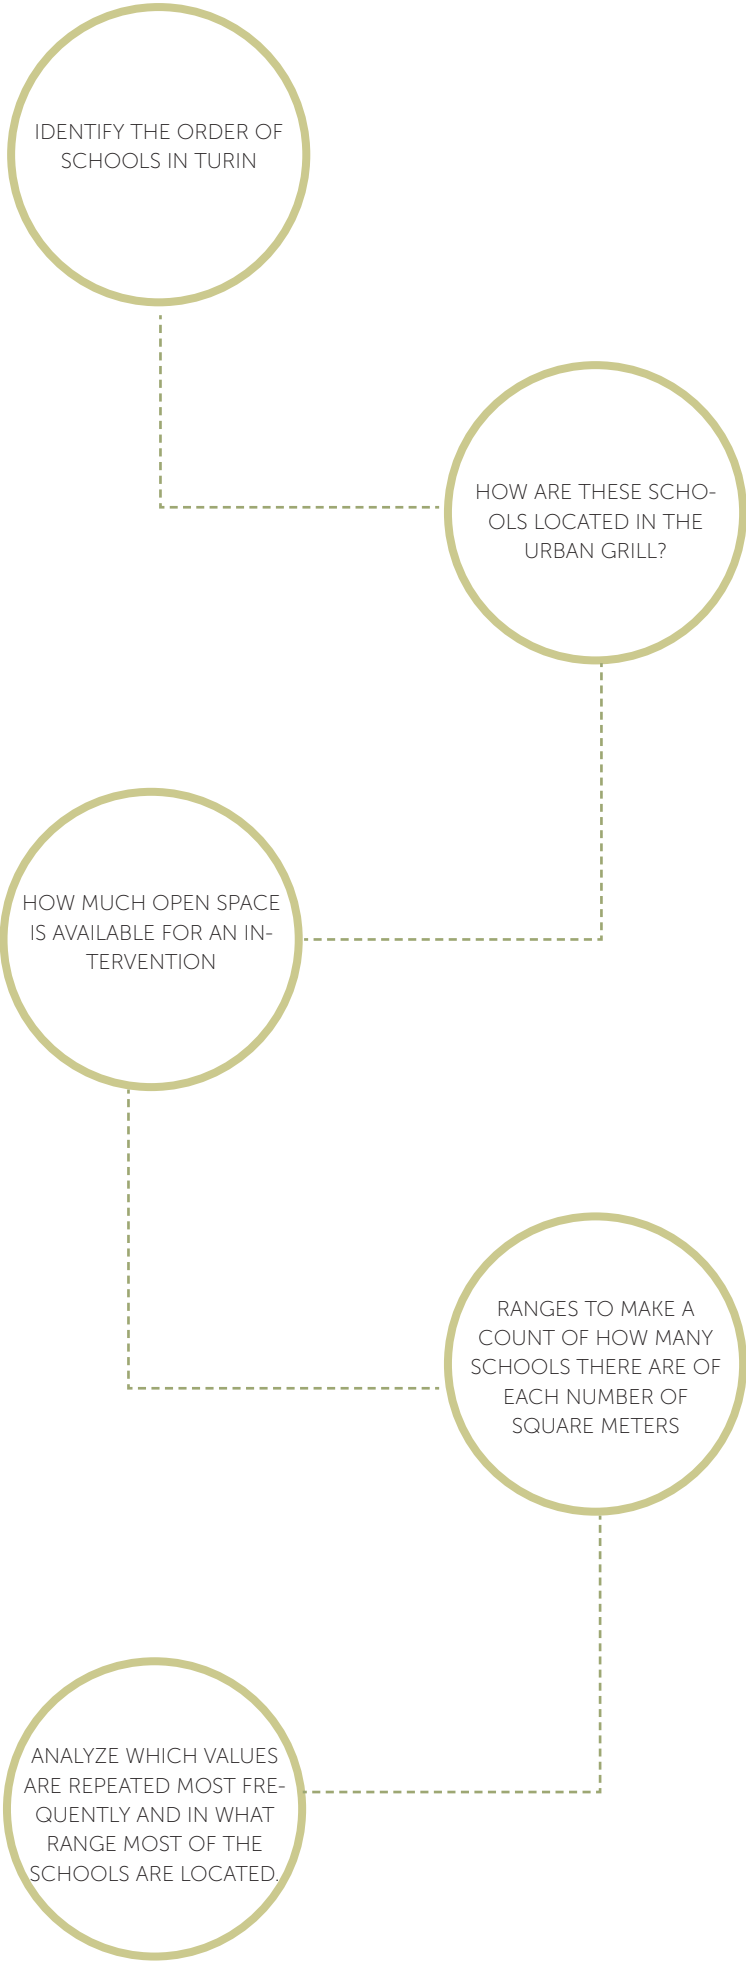 IDENTIFY THE ORDER OF
SCHOOLS IN TURIN
HOW ARE THESE SCHO-
OLS LOCATED IN THE
URBAN GRILL?
HOW MUCH OPEN SPACE
IS AVAILABLE FOR AN IN-
TERVENTION
RANGES TO MAKE A
COUNT OF HOW MANY
SCHOOLS THERE ARE OF
EACH NUMBER OF
SQUARE METERS
ANALYZE WHICH VALUES
ARE REPEATED MOST FRE-
QUENTLY AND IN WHAT
RANGE MOST OF THE
SCHOOLS ARE LOCATED.